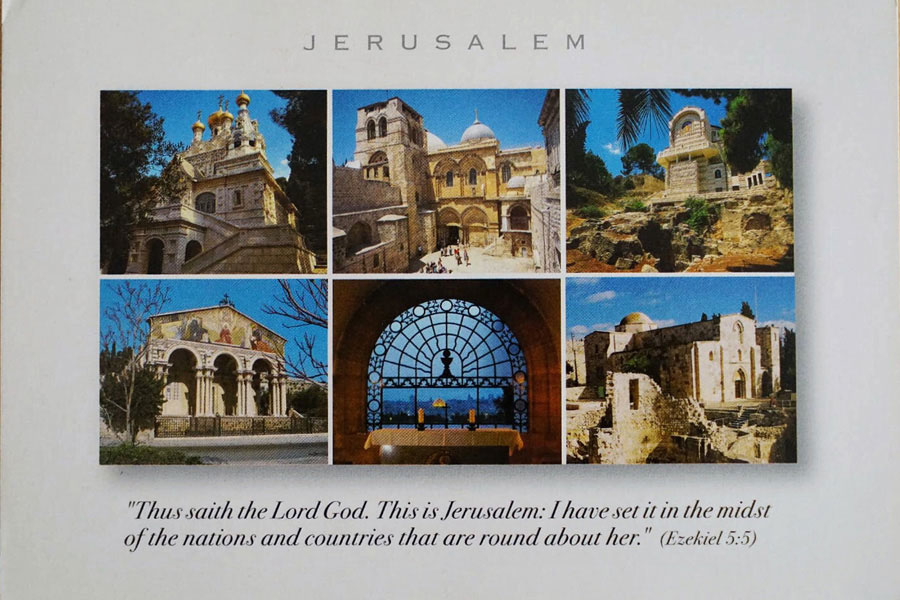 JERUSALEM
"Thus saith the Lord God. This is Jerusalem: I have set it in the midst
of the nations and countries that are round about her." (Ezekiel 5:5)